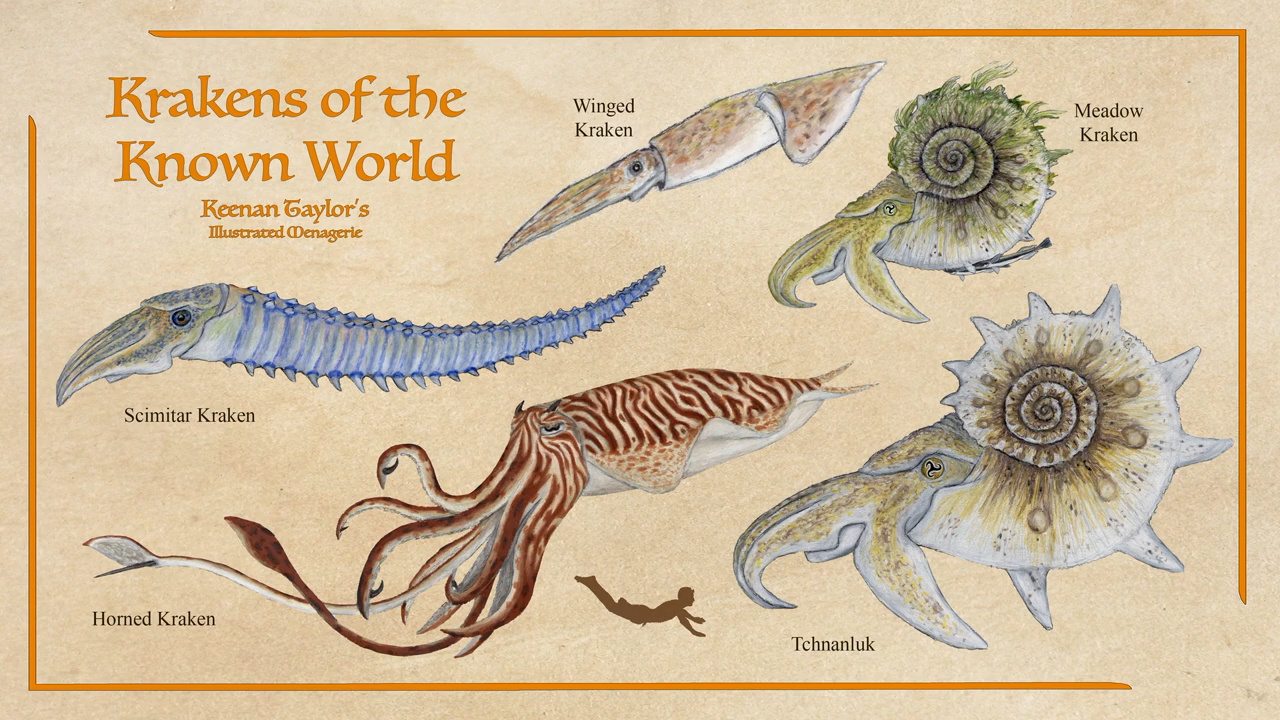 Krakens of the
Known World
Keenan Taylor's
Illustrated Menagerie
Winged
Kraken
Meadow
Kraken
Scimitar Kraken
Horned Kraken
Tchnanluk